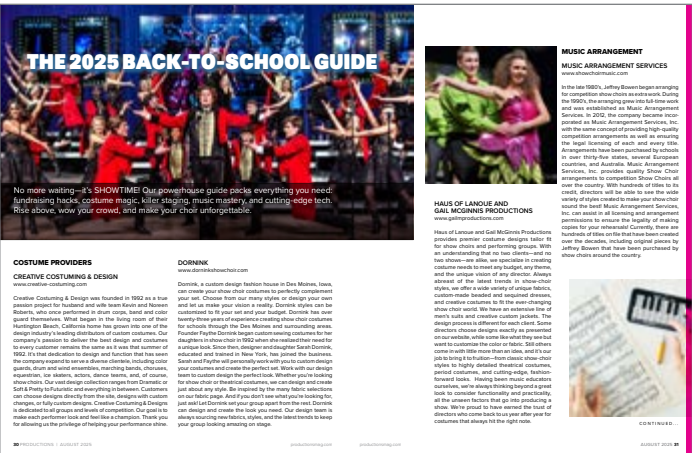 THE 2025 BACK-TO-SCHOOL GUIDE
No more waiting—it's SHOWTIME! Our powerhouse guide packs everything you need:
fundraising hacks, costume magic, killer staging, music mastery, and cutting-edge tech.
Rise above, wow your crowd, and make your choir unforgettable.
COSTUME PROVIDERS
CREATIVE COSTUMING & DESIGN
www.creative-costuming.com
Creative Costuming & Design was founded in 1992 as a true
passion project for husband and wife team Kevin and Noreen
Roberts, who once performed in drum corps, band and color
guard themselves. What began in the living room of their
Huntington Beach, California home has grown into one of the
design industry's leading distributors of custom costumes. Our
company's passion to deliver the best design and costumes
to every customer remains the same as it was that summer of
1992. It's that dedication to design and function that has seen
the company expand to serve a diverse clientele, including color
guards, drum and wind ensembles, marching bands, choruses,
equestrian, ice skaters, actors, dance teams, and, of course,
show choirs. Our vast design collection ranges from Dramatic or
Soft & Pretty to Futuristic and everything in between. Customers
can choose designs directly from the site, designs with custom
changes, or fully custom designs. Creative Costuming & Designs
is dedicated to all groups and levels of competition. Our goal is to
make each performer look and feel like a champion. Thank you
for allowing us the privilege of helping your performance shine.
DORNINK
www.dorninkshowchoir.com
Dornink, a custom design fashion house in Des Moines, Iowa,
can create your show choir costumes to perfectly complement
your set. Choose from our many styles or design your own
and let us make your vision a reality. Dornink styles can be
customized to fit your set and your budget. Dornink has over
twenty-three years of experience creating show choir costumes
for schools through the Des Moines and surrounding areas.
Founder Faythe Dornink began custom sewing costumes for her
daughters in show choir in 1992 when she realized their need for
a unique look. Since then, designer and daughter Sarah Dornink,
educated and trained in New York, has joined the business.
Sarah and Faythe will personally work with you to custom design
your costumes and create the perfect set. Work with our design
team to custom design the perfect look. Whether you're looking
for show choir or theatrical costumes, we can design and create
just about any style. Be inspired by the many fabric selections
on our fabric page. And if you don't see what you're looking for,
just ask! Let Dornink set your group apart from the rest. Dornink
can design and create the look you need. Our design team is
always sourcing new fabrics, styles, and the latest trends to keep
your group looking amazing on stage.
30 PRODUCTIONS | AUGUST 2025
productionsmag.com
HAUS OF LANOUE AND
GAIL MCGINNIS PRODUCTIONS
www.gailmproductions.com
Haus of Lanoue and Gail McGinnis Productions
provides premier costume designs tailor fit
for show choirs and performing groups. With
an understanding that no two clients—and no
two shows—are alike, we specialize in creating
costume needs to meet any budget, any theme,
and the unique vision of any director. Always
abreast of the latest trends in show-choir
styles, we offer a wide variety of unique fabrics,
custom-made beaded and sequined dresses,
and creative costumes to fit the ever-changing
show choir world. We have an extensive line of
men's suits and creative custom jackets. The
design process is different for each client. Some
directors choose designs exactly as presented
on our website, while some like what they see but
want to customize the color or fabric. Still others
come in with little more than an idea, and it's our
job to bring it to fruition—from classic show-choir
styles to highly detailed theatrical costumes,
period costumes, and cutting-edge, fashion-
forward looks. Having been music educators
ourselves, we're always thinking beyond a great
look to consider functionality and practicality,
all the unseen factors that go into producing a
show. We're proud to have earned the trust of
directors who come back to us year after year for
costumes that always hit the right note.
MUSIC ARRANGEMENT
MUSIC ARRANGEMENT SERVICES
www.showchoirmusic.com
In the late 1980's, Jeffrey Bowen began arranging
for competition show choirs as extra work. During
the 1990's, the arranging grew into full-time work
and was established as Music Arrangement
Services. In 2012, the company became incor-
porated as Music Arrangement Services, Inc.
with the same concept of providing high-quality
competition arrangements as well as ensuring
the legal licensing of each and every title.
Arrangements have been purchased by schools
in over thirty-five states, several European
countries, and Australia. Music Arrangement
Services, Inc. provides quality Show Choir
arrangements to competition Show Choirs all
over the country. With hundreds of titles to its
credit, directors will be able to see the wide
variety of styles created to make your show choir
sound the best! Music Arrangement Services,
Inc. can assist in all licensing and arrangement
permissions to ensure the legality of making
copies for your rehearsals! Currently, there are
hundreds of titles on file that have been created
over the decades, including original pieces by
Jeffrey Bowen that have been purchased by
show choirs around the country.
CONTINUED...
productionsmag.com
AUGUST 2025 31